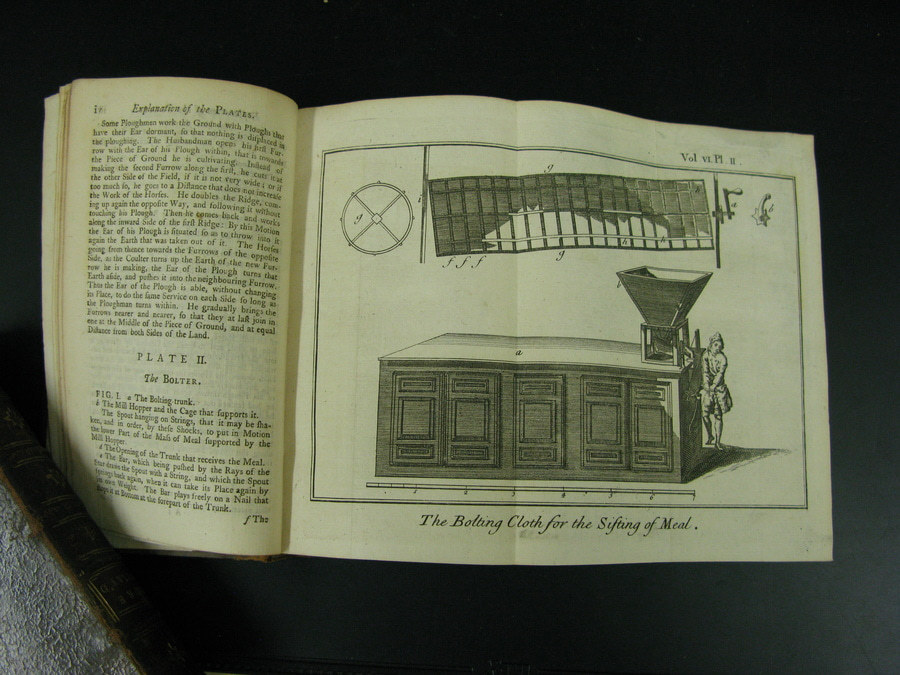 iv Explanation of the PLATES.
Some Ploughmen work the Ground with Ploughs that
have their Ear dormant, so that nothing is displaced in
the ploughing. The Husbandman opens his first Fur-
row with the Ear of his Plough within, that is towards
the Piece of Ground he is cultivating. Instead of
making the second Furrow along the first, he cuts it on
the other Side of the Field, if it is not very wide; or if
too much so, he goes to a Distance that does not increase
the Work of the Horses. He doubles the Ridge, com-
ing up again the opposite Way, and following it without
touching his Plough. Then he comes back and works
along the inward Side of the first Ridge: By this Motion
the Ear of his Plough is situated so as to throw into it
again the Earth that was taken out of it. The Horses
going from thence towards the Furrows of the opposite
Side, as the Coulter turns up the Earth of the new Fur-
row he is making, the Ear of the Plough turns that
Earth aside, and pushes it into the neighbouring Furrow.
Thus the Ear of the Plough is able, without changing
its Place, to do the same Service on each Side so long as
the Ploughman turns within. He gradually brings the
Furrows nearer and nearer, so that they at last join in
one at the Middle of the Piece of Ground, and at equal
Distance from both Sides of the Land.
PLATE II.
The BOLTER.
FIG. I. a The Bolting-trunk.
b The Mill Hopper and the Cage that supports it.
The Spout hanging on Strings, that it may be sha-
ken, and in order, by these Shocks, to put in Motion
the lower Part of the Mass of Meal supported by the
Mill Hopper.
d The Opening of the Trunk that receives the Meal.
e The Ear, which being pushed by the Rays of the
Star draws the Spout with a String, and which the Spout
springs back again, when it can take its Place again by
its own Weight. The Bar plays freely on a Nail that
keeps it at Bottom at the forepart of the Trunk.
f The
Vol VI. Pl. II.
g
g
i
d
k
f f f
g
h
h
b
a
1 2 3 4 5 6
The Bolting Cloth for the Sifting of Meal.